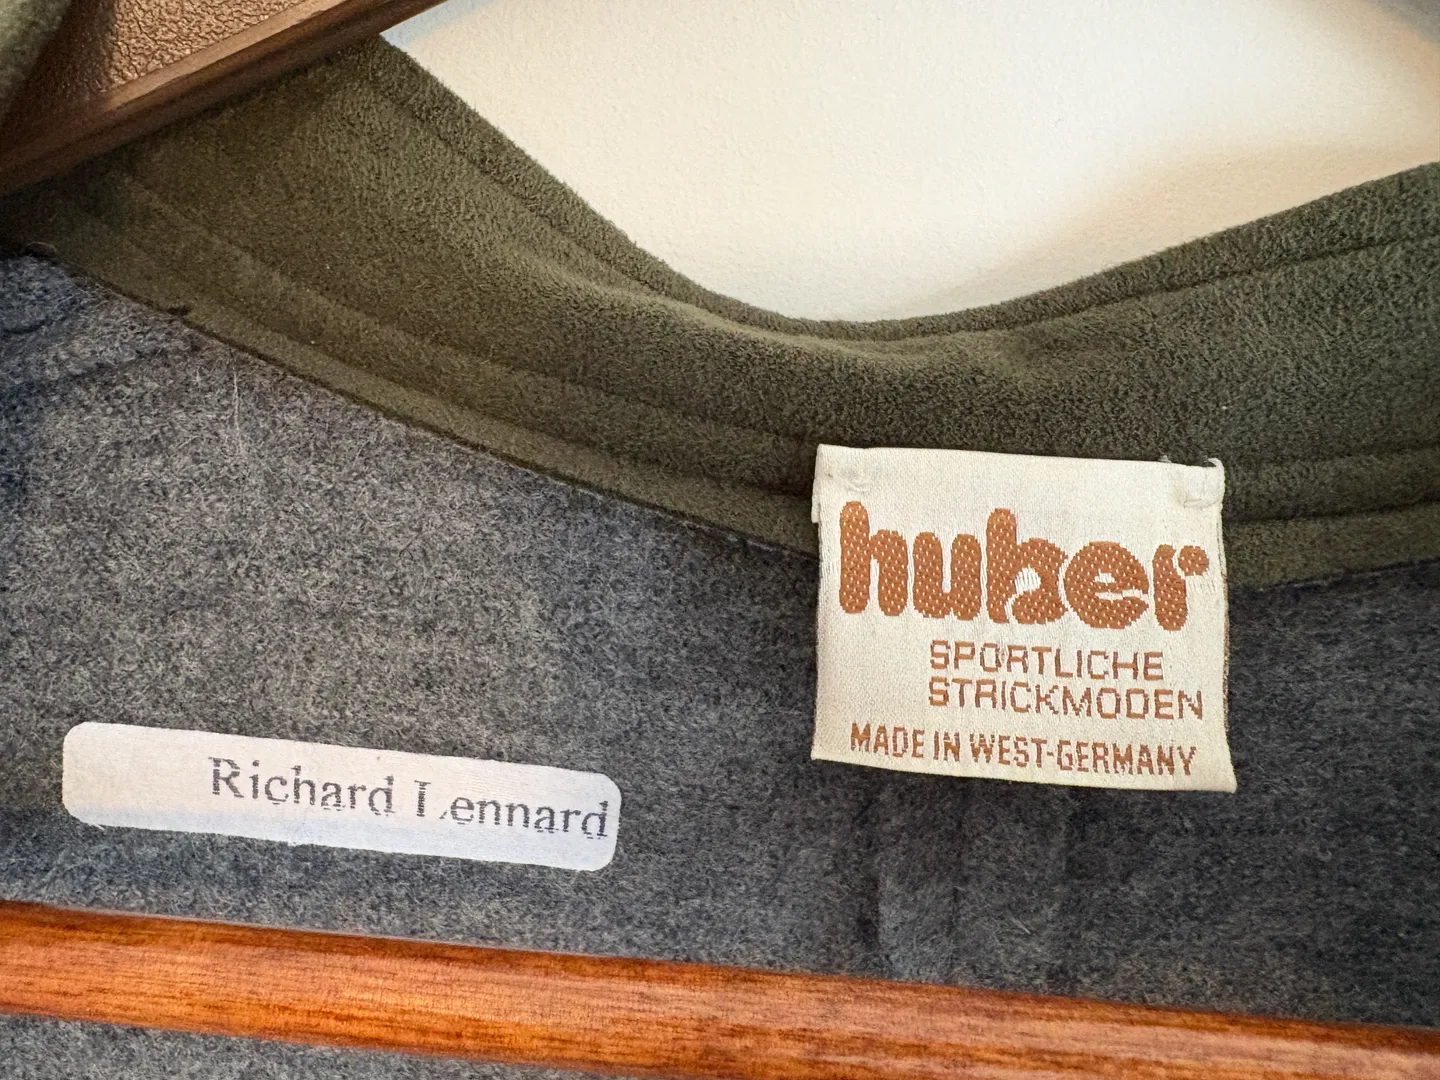 huber
SPORTLICHE
STRICKMODEN
MADE IN WEST-GERMANY
Richard Lennard